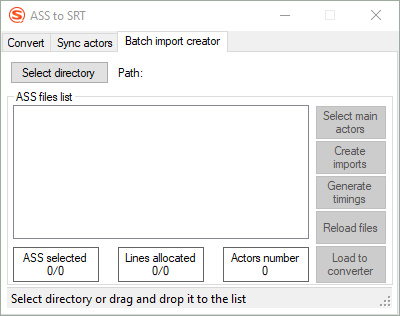 ASS to SRT
Convert
Sync actors
Batch import creator
Select directory
Path:
ASS files list
Select main
actors
Create
imports
Generate
timings
Reload files
Load to
converter
ASS selected
0/0
Lines allocated
0/0
Actors number
0
Select directory or drag and drop it to the list